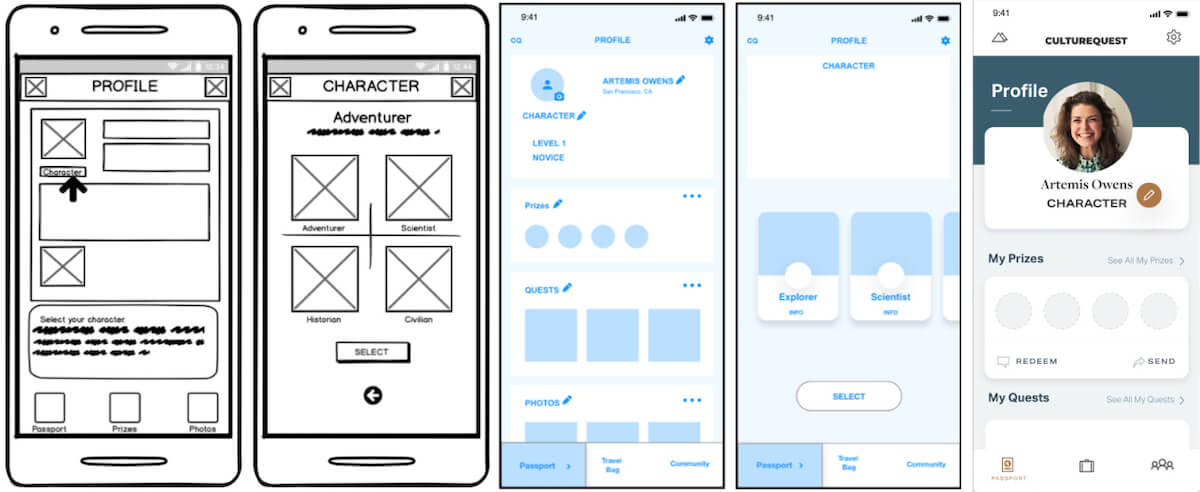 12:34
PROFILE
Character
Select your character
Passport
Prizes
Photos
CHARACTER
Adventurer
Adventurer
Scientist
Historian
Civilian
SELECT
9:41
CQ
PROFILE
ARTEMIS OWENS
San Francisco, CA
CHARACTER
LEVEL 1
NOVICE
Prizes
QUESTS
PHOTOS
Passport >
Travel
Bag
Community
9:41
CQ
PROFILE
CHARACTER
Explorer
INFO
Scientist
INFO
SELECT
Passport >
Travel
Bag
Community
9:41
CULTUREQUEST
Profile
Artemis Owens
CHARACTER
My Prizes
See All My Prizes >
REDEEM
SEND
My Quests
See All My Quests >
PASSPORT